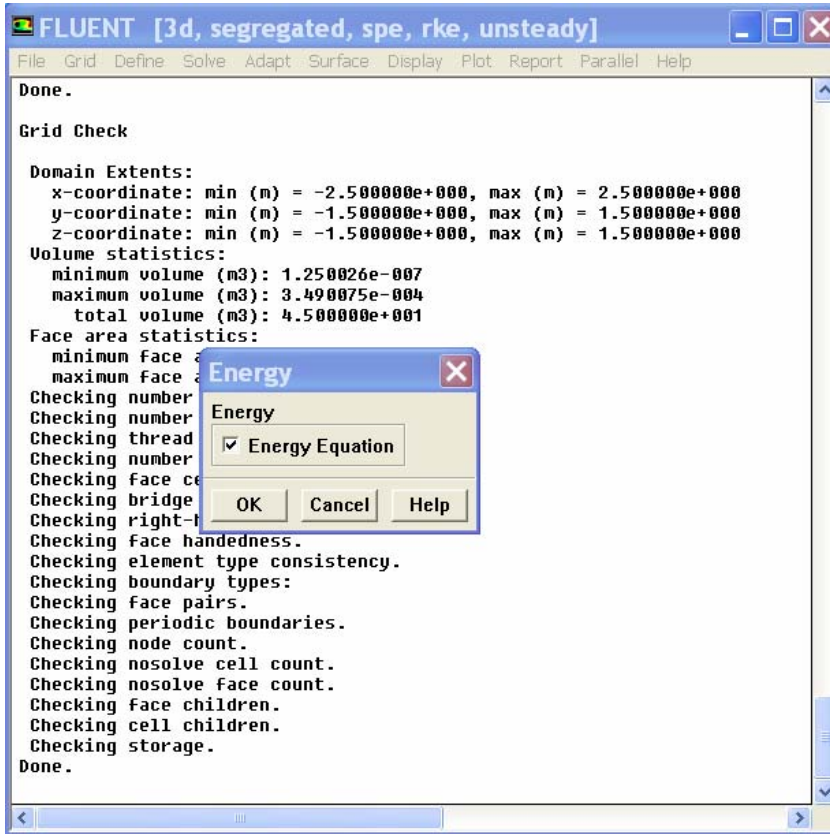 FLUENT [3d, segregated, spe, rke, unsteady]
File Grid Define Solve Adapt Surface Display Plot Report Parallel Help
Done.
Grid Check
Domain Extents:
x-coordinate: min (m) = -2.500000e+000, max (m) = 2.500000e+000
y-coordinate: min (m) = -1.500000e+000, max (m) = 1.500000e+000
z-coordinate: min (m) = -1.500000e+000, max (m) = 1.500000e+000
Volume statistics:
minimum volume (m3): 1.250026e-007
maximum volume (m3): 3.490075e-004
total volume (m3): 4.500000e+001
Face area statistics:
minimum face
maximum face
Checking number
Checking number
Checking thread
Checking number
Checking face
Checking bridge
Checking
Energy
Energy
Energy Equation
OK Cancel Help
Checking face handedness.
Checking element type consistency.
Checking boundary types:
Checking face pairs.
Checking periodic boundaries.
Checking node count.
Checking nosolve cell count.
Checking nosolve face count.
Checking face children.
Checking cell children.
Checking storage.
Done.